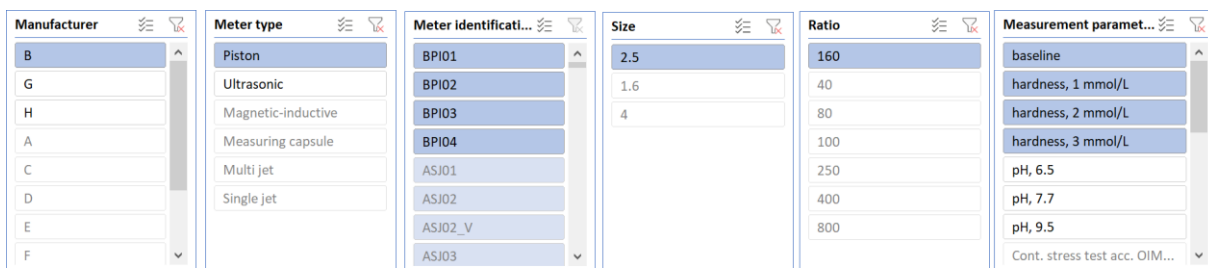 Manufacturer
B
G
H
A
C
D
E
F
Meter type
Piston
Ultrasonic
Magnetic-inductive
Measuring capsule
Multi jet
Single jet
Meter identificati...
BPI01
BPI02
BPI03
BPI04
ASJ01
ASJ02
ASJ02_V
ASJ03
Size
2.5
1.6
4
Ratio
160
40
80
100
250
400
800
Measurement paramet...
baseline
hardness, 1 mmol/L
hardness, 2 mmol/L
hardness, 3 mmol/L
pH, 6.5
pH, 7.7
pH, 9.5
Cont. stress test acc. OIM...